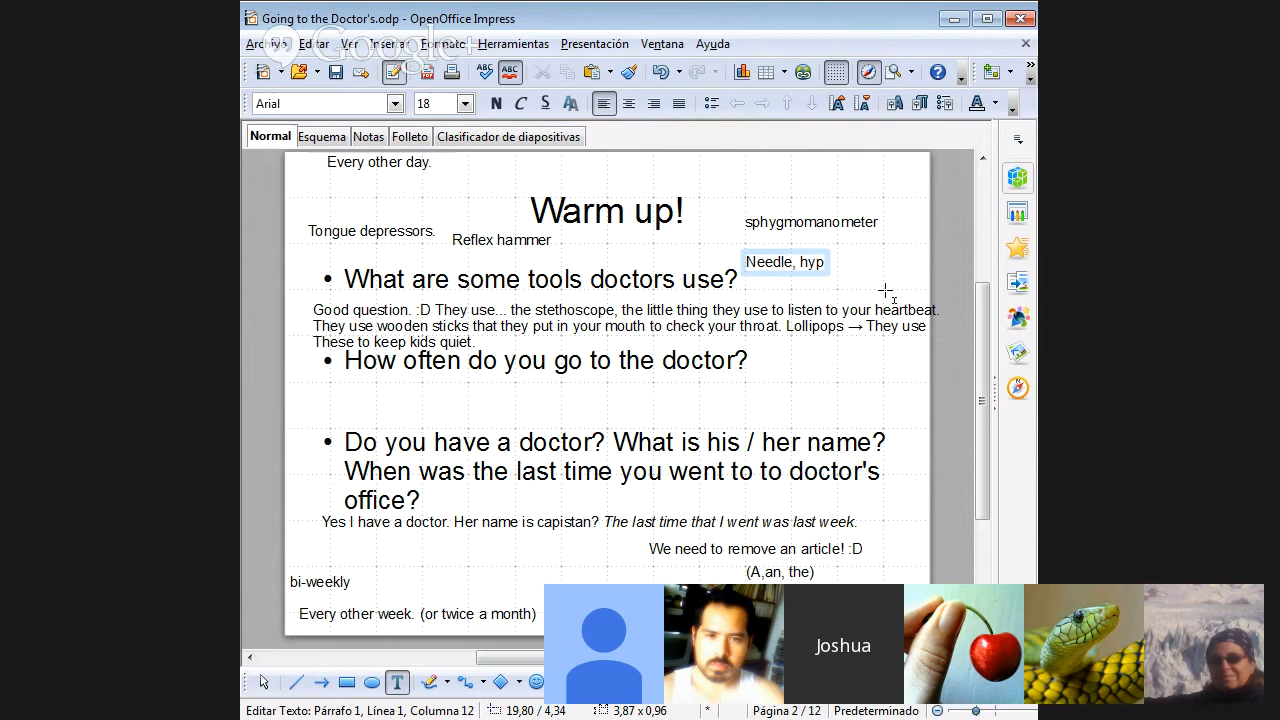 Going to the Doctor's.odp - OpenOffice Impress
Google+
Archivo Editar Ver Insertar Formato Herramientas Presentación Ventana Ayuda
Arial 18 N C S
Normal Esquema Notas Folleto Clasificador de diapositivas
Every other day.
Warm up!
sphygmomanometer
Tongue depressors.
Reflex hammer
Needle, hyp
• What are some tools doctors use?
Good question. :D They use... the stethoscope, the little thing they use to listen to your heartbeat.
They use wooden sticks that they put in your mouth to check your throat. Lollipops → They use
These to keep kids quiet.
• How often do you go to the doctor?
• Do you have a doctor? What is his / her name?
When was the last time you went to to doctor's
office?
Yes I have a doctor. Her name is capistan? The last time that I went was last week.
We need to remove an article! :D
(A,an, the)
bi-weekly
Every other week. (or twice a month)
Joshua
Editar Texto: Párrafo 1, Línea 1, Columna 12 19.80 / 4,34 3,87 x 0,96 * Página 2 / 12 Predeterminado